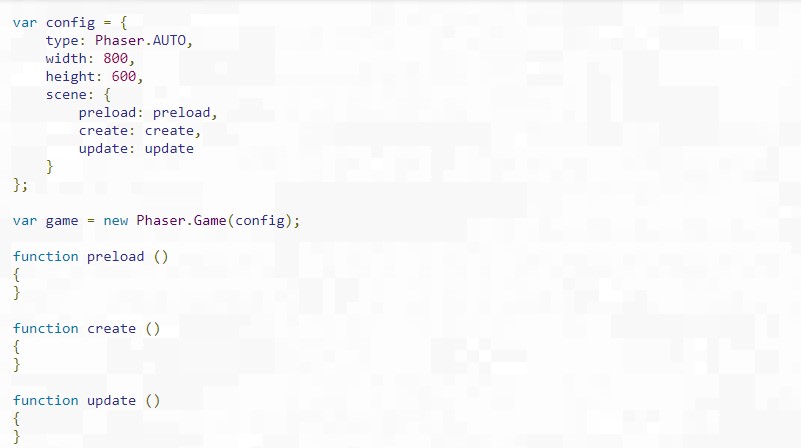 var config = {
    type: Phaser.AUTO,
    width: 800,
    height: 600,
    scene: {
        preload: preload,
        create: create,
        update: update
    }
};

var game = new Phaser.Game(config);

function preload ()
{
}

function create ()
{
}

function update ()
{
}